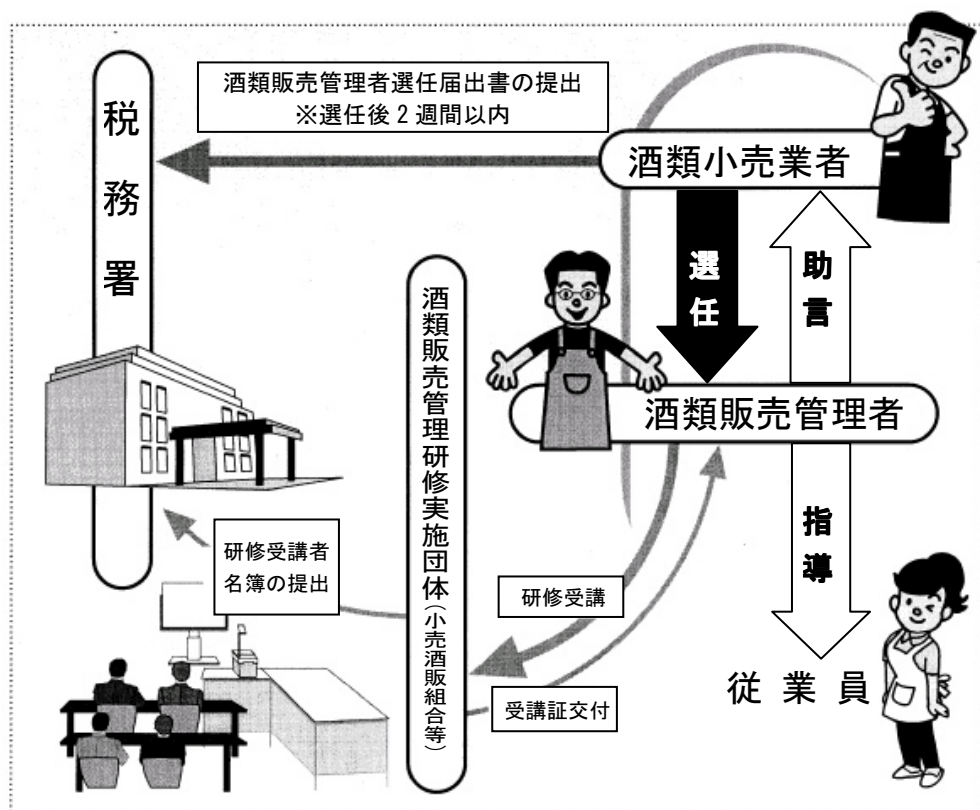 酒類販売管理者選任届出書の提出
※選任後2週間以内
税務署
酒類小売業者
選任
助言
酒類販売管理者
酒類販売管理研修実施団体(小売酒販組合等)
指導
研修受講者
名簿の提出
研修受講
受講証交付
従業員